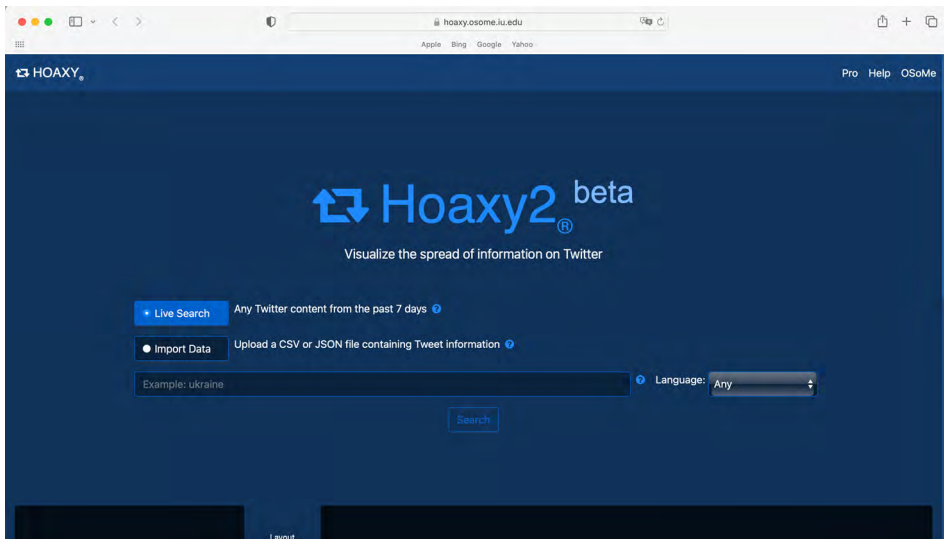 hoaxy.osome.iu.edu
Apple Bing Google Yahoo
HOAXY®
Pro Help OSoMe
Hoaxy2® beta
Visualize the spread of information on Twitter
Live Search Any Twitter content from the past 7 days ?
Import Data Upload a CSV or JSON file containing Tweet information ?
Example: ukraine ? Language: Any
Search
Layout